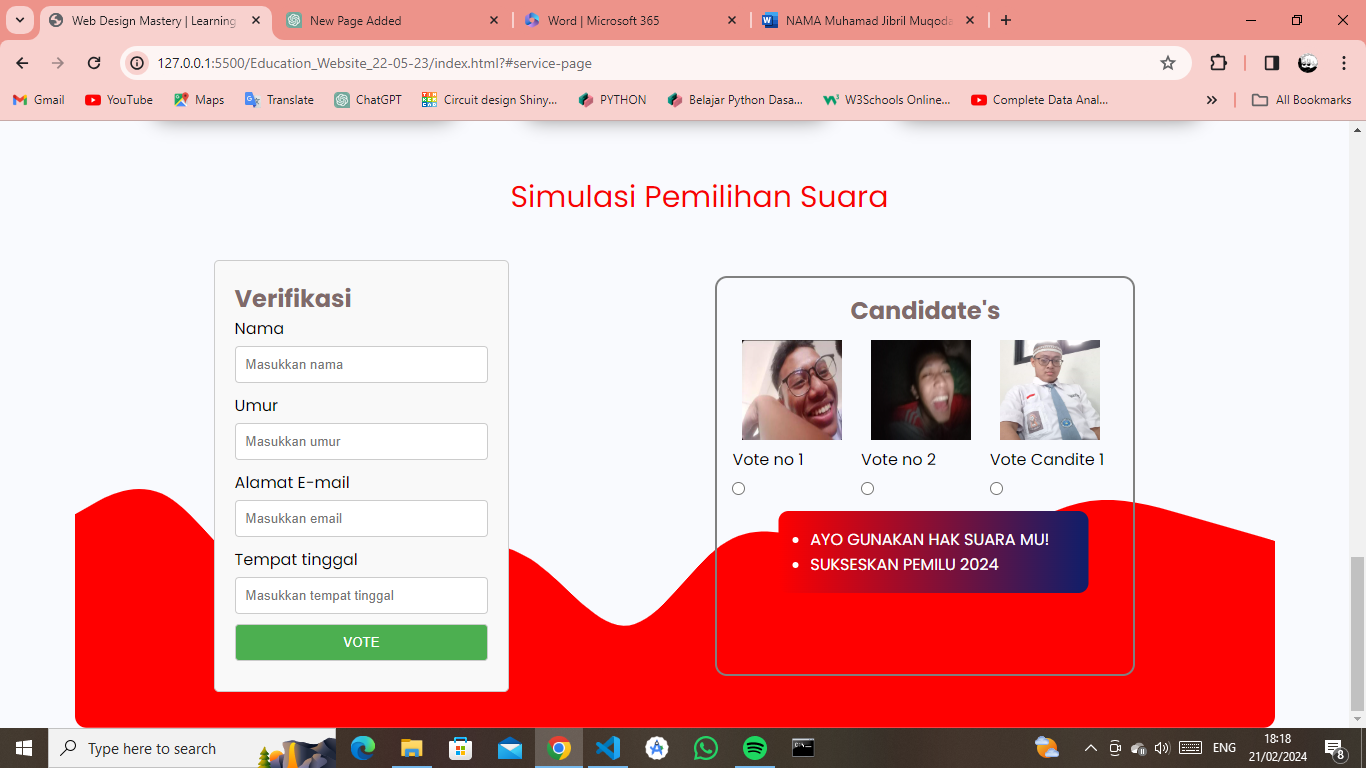 Web Design Mastery | Learning
New Page Added
Word | Microsoft 365
NAMA Muhamad Jibril Muqoda
127.0.0.1:5500/Education_Website_22-05-23/index.html?#service-page
Gmail
YouTube
Maps
Translate
ChatGPT
Circuit design Shiny...
PYTHON
Belajar Python Dasa...
W3Schools Online...
Complete Data Anal...
All Bookmarks
Simulasi Pemilihan Suara
Verifikasi
Nama
Masukkan nama
Umur
Masukkan umur
Alamat E-mail
Masukkan email
Tempat tinggal
Masukkan tempat tinggal
VOTE
Candidate's
Vote no 1
Vote no 2
Vote Candite 1
AYO GUNAKAN HAK SUARA MU!
SUKSESKAN PEMILU 2024
Type here to search
ENG
18:18
21/02/2024
8